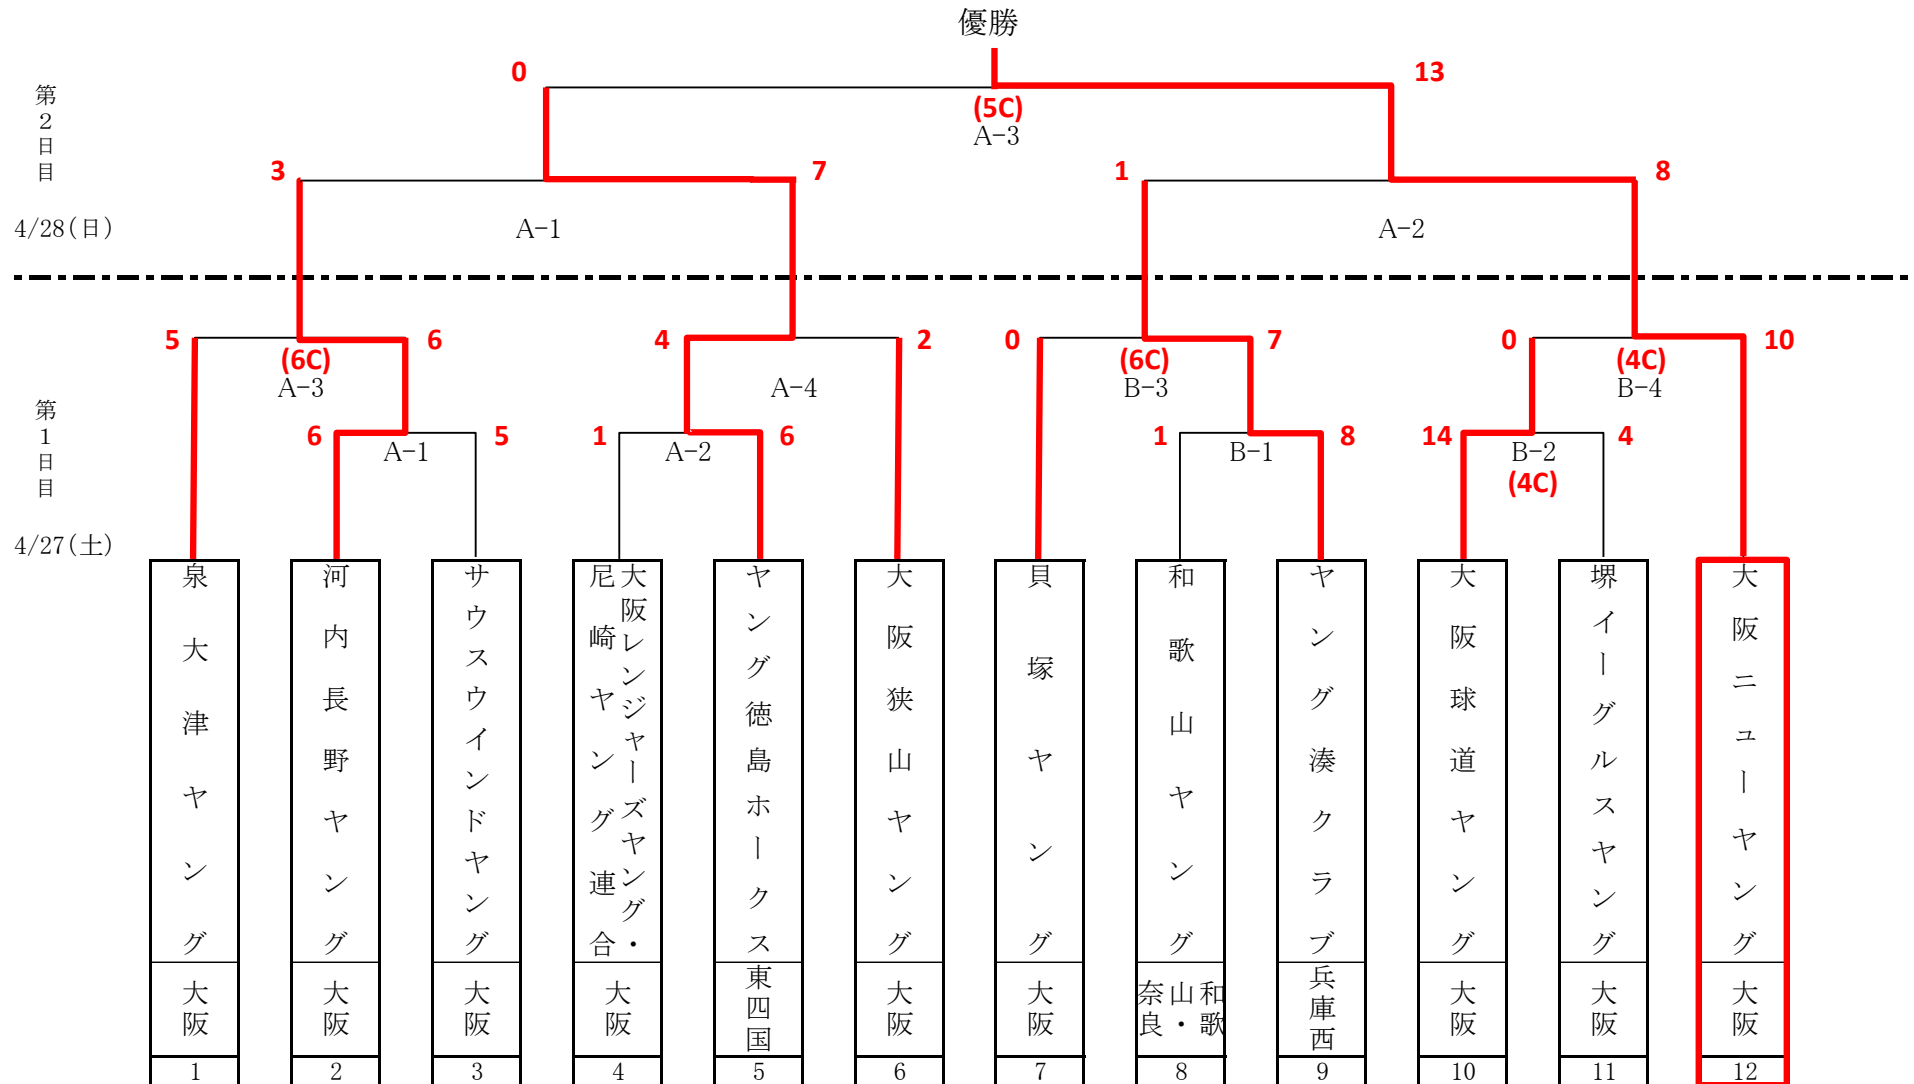 優勝
0
13
(5C)
A-3
第2日目
3
7
1
8
4/28(日)
A-1
A-2
5
6
4
2
0
7
0
10
(6C)
(6C)
(4C)
A-3
A-4
B-3
B-4
第1日目
6
5
1
6
1
8
14
4
A-1
A-2
B-1
B-2
(4C)
4/27(土)
泉大津ヤング
河内長野ヤング
サウスウインドヤング
大阪レンジャーズヤング・
尼崎ヤング連合
ヤング徳島ホークス
大阪狭山ヤング
貝塚ヤング
和歌山ヤング
ヤング湊クラブ
大阪球道ヤング
堺イーグルスヤング
大阪ニューヤング
大阪
大阪
大阪
大阪
東四国
大阪
大阪
和歌
山・
奈良
兵庫西
大阪
大阪
大阪
1
2
3
4
5
6
7
8
9
10
11
12